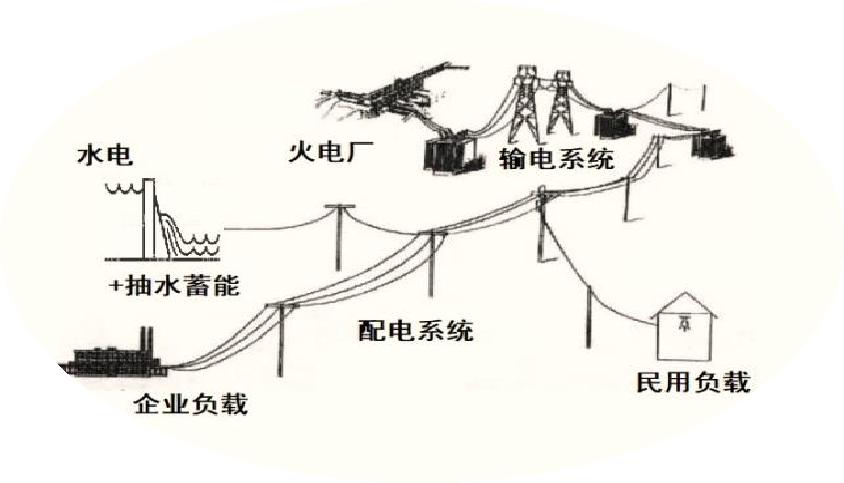 水电
火电厂
输电系统
+抽水蓄能
配电系统
民用负载
企业负载